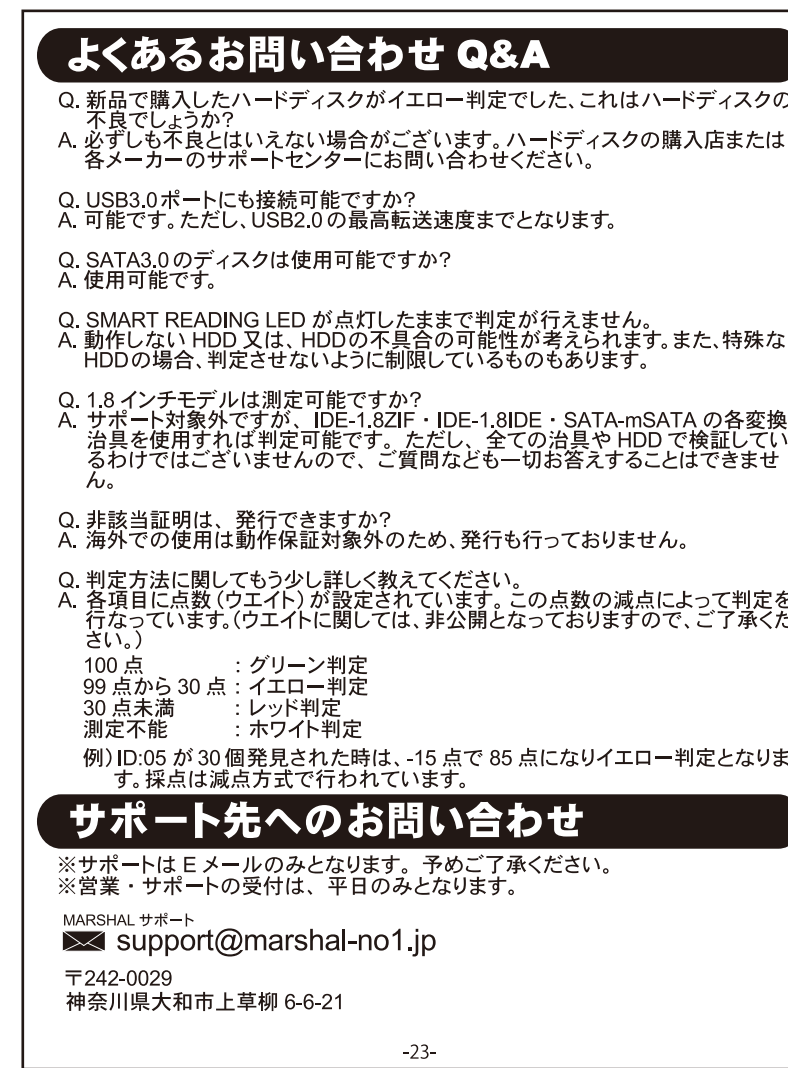 よくあるお問い合わせ Q&A
Q. 新品で購入したハードディスクがイエロー判定でした、これはハードディスクの
不良でしょうか?
A. 必ずしも不良とはいえない場合がございます。ハードディスクの購入店または
各メーカーのサポートセンターにお問い合わせください。
Q. USB3.0ポートにも接続可能ですか?
A. 可能です。ただし、USB2.0の最高転送速度までとなります。
Q. SATA3.0のディスクは使用可能ですか?
A. 使用可能です。
Q. SMART READING LED が点灯したままで判定が行えません。
A. 動作しない HDD 又は、HDDの不具合の可能性が考えられます。また、特殊な
HDDの場合、判定させないように制限しているものもあります。
Q. 1.8 インチモデルは測定可能ですか?
A. サポート対象外ですが、IDE-1.8ZIF・IDE-1.8IDE・SATA-mSATA の各変換
治具を使用すれば判定可能です。ただし、全ての治具や HDD で検証してい
るわけではございませんので、ご質問なども一切お答えすることはできませ
ん。
Q. 非該当証明は、発行できますか?
A. 海外での使用は動作保証対象外のため、発行も行っておりません。
Q. 判定方法に関してもう少し詳しく教えてください。
A. 各項目に点数(ウエイト)が設定されています。この点数の減点によって判定を
行なっています。(ウエイトに関しては、非公開となっておりますので、ご了承くだ
さい。)
100 点 : グリーン判定
99 点から 30 点 : イエロー判定
30 点未満 : レッド判定
測定不能 : ホワイト判定
例)ID:05 が 30個発見された時は、-15 点で 85 点になりイエロー判定となりま
す。採点は減点方式で行われています。
サポート先へのお問い合わせ
※サポートは E メールのみとなります。予めご了承ください。
※営業・サポートの受付は、平日のみとなります。
MARSHAL サポート
support@marshal-no1.jp
〒242-0029
神奈川県大和市上草柳 6-6-21
-23-